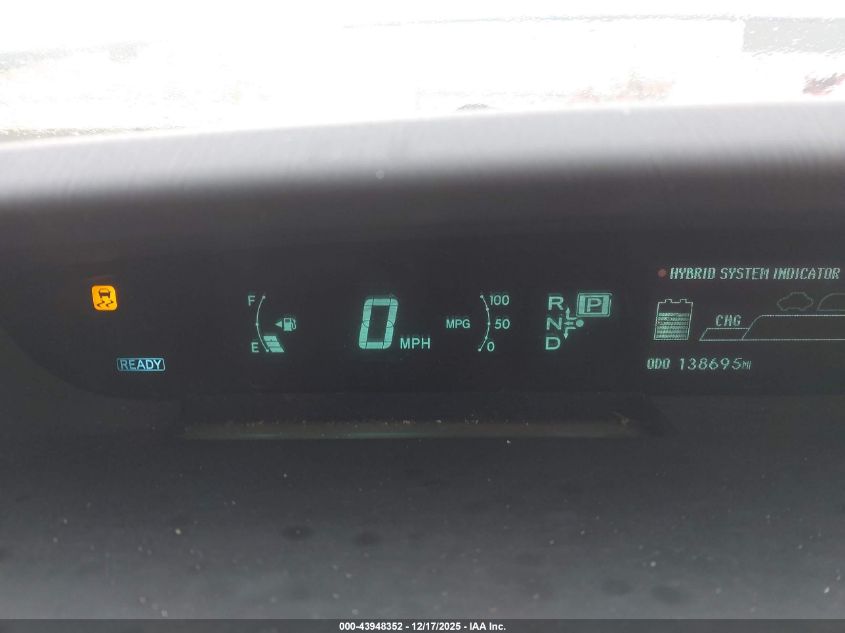 HYBRID SYSTEM INDICATOR
F
E
0 MPH
MPG
100
50
0
R
N
D
P
CHG
READY
ODO 138695MI
000-43948352 - 12/17/2025 - IAA Inc.